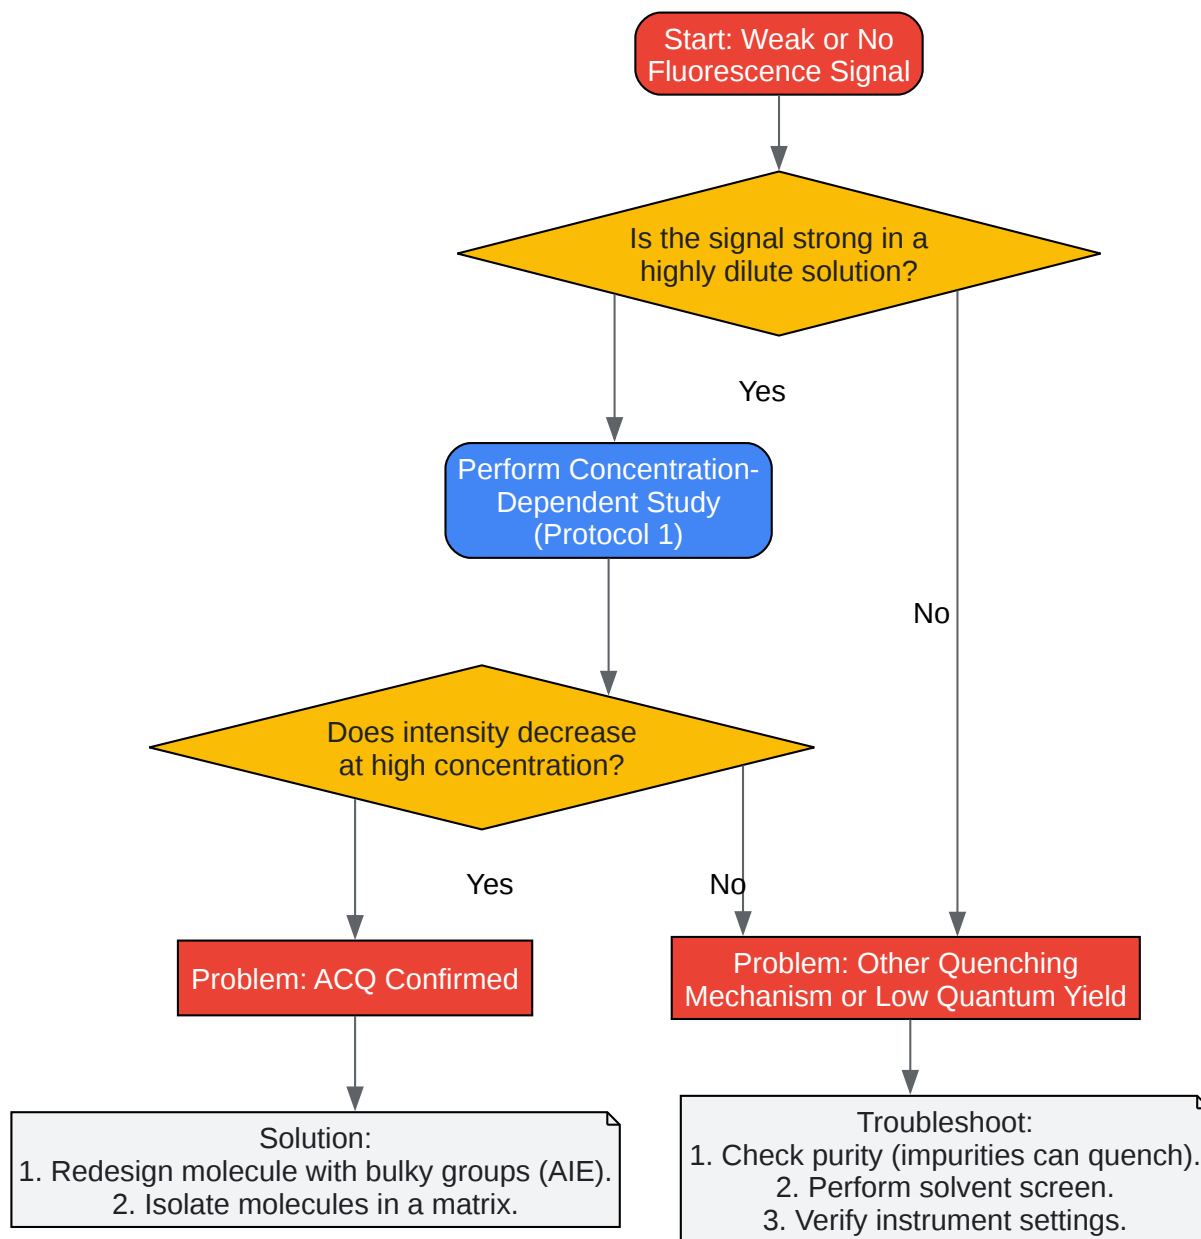 Start: Weak or No
Fluorescence Signal
Is the signal strong in a
highly dilute solution?
Yes
Perform Concentration-
Dependent Study
(Protocol 1)
No
Does intensity decrease
at high concentration?
Yes
No
Problem: ACQ Confirmed
Problem: Other Quenching
Mechanism or Low Quantum Yield
Solution:
1. Redesign molecule with bulky groups (AIE).
2. Isolate molecules in a matrix.
Troubleshoot:
1. Check purity (impurities can quench).
2. Perform solvent screen.
3. Verify instrument settings.